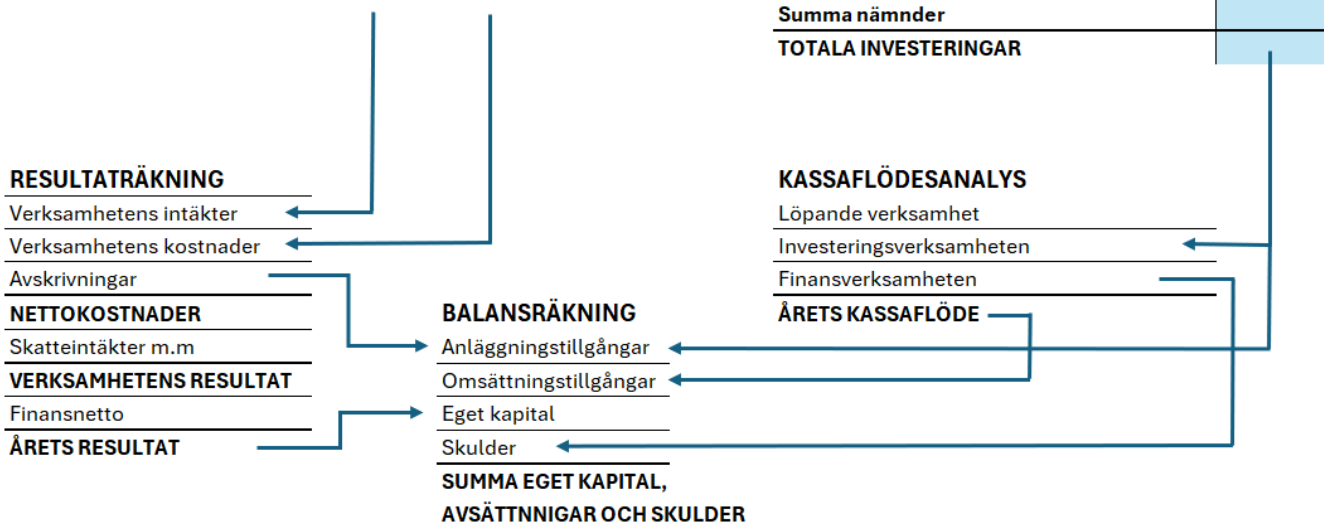 Summa nämnder
TOTALA INVESTERINGAR
RESULTATRÄKNING
Verksamhetens intäkter
Verksamhetens kostnader
Avskrivningar
NETTOKOSTNADER
Skatteintäkter m.m
VERKSAMHETENS RESULTAT
Finansnetto
ÅRETS RESULTAT
BALANSRÄKNING
Anläggningstillgångar
Omsättningstillgångar
Eget kapital
Skulder
SUMMA EGET KAPITAL,
AVSÄTTNNIGAR OCH SKULDER
KASSAFLÖDESANALYS
Löpande verksamhet
Investeringsverksamheten
Finansverksamheten
ÅRETS KASSAFLÖDE